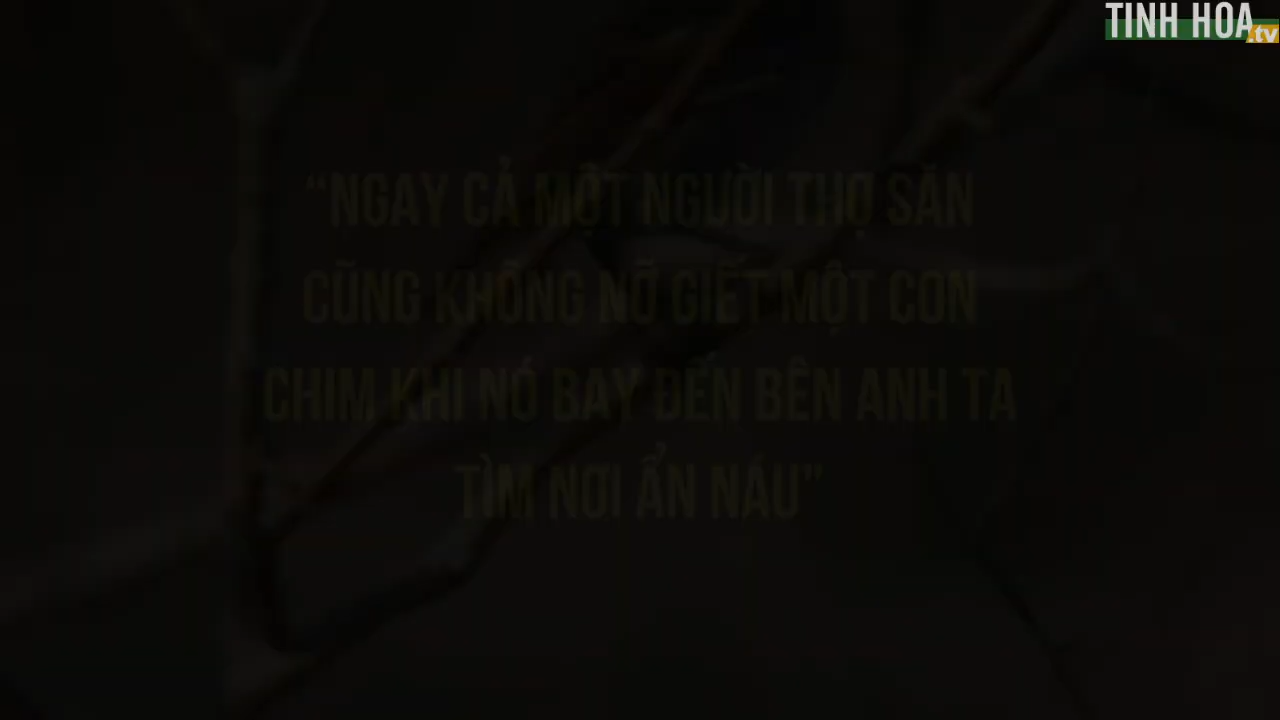 TINH HOA
.tv
“NGAY CẢ MỘT NGƯỜI THỢ SĂN
CŨNG KHÔNG NỠ GIẾT MỘT CON
CHIM KHI NÓ BAY ĐẾN BÊN ANH TA
TÌM NƠI ẨN NÁU”